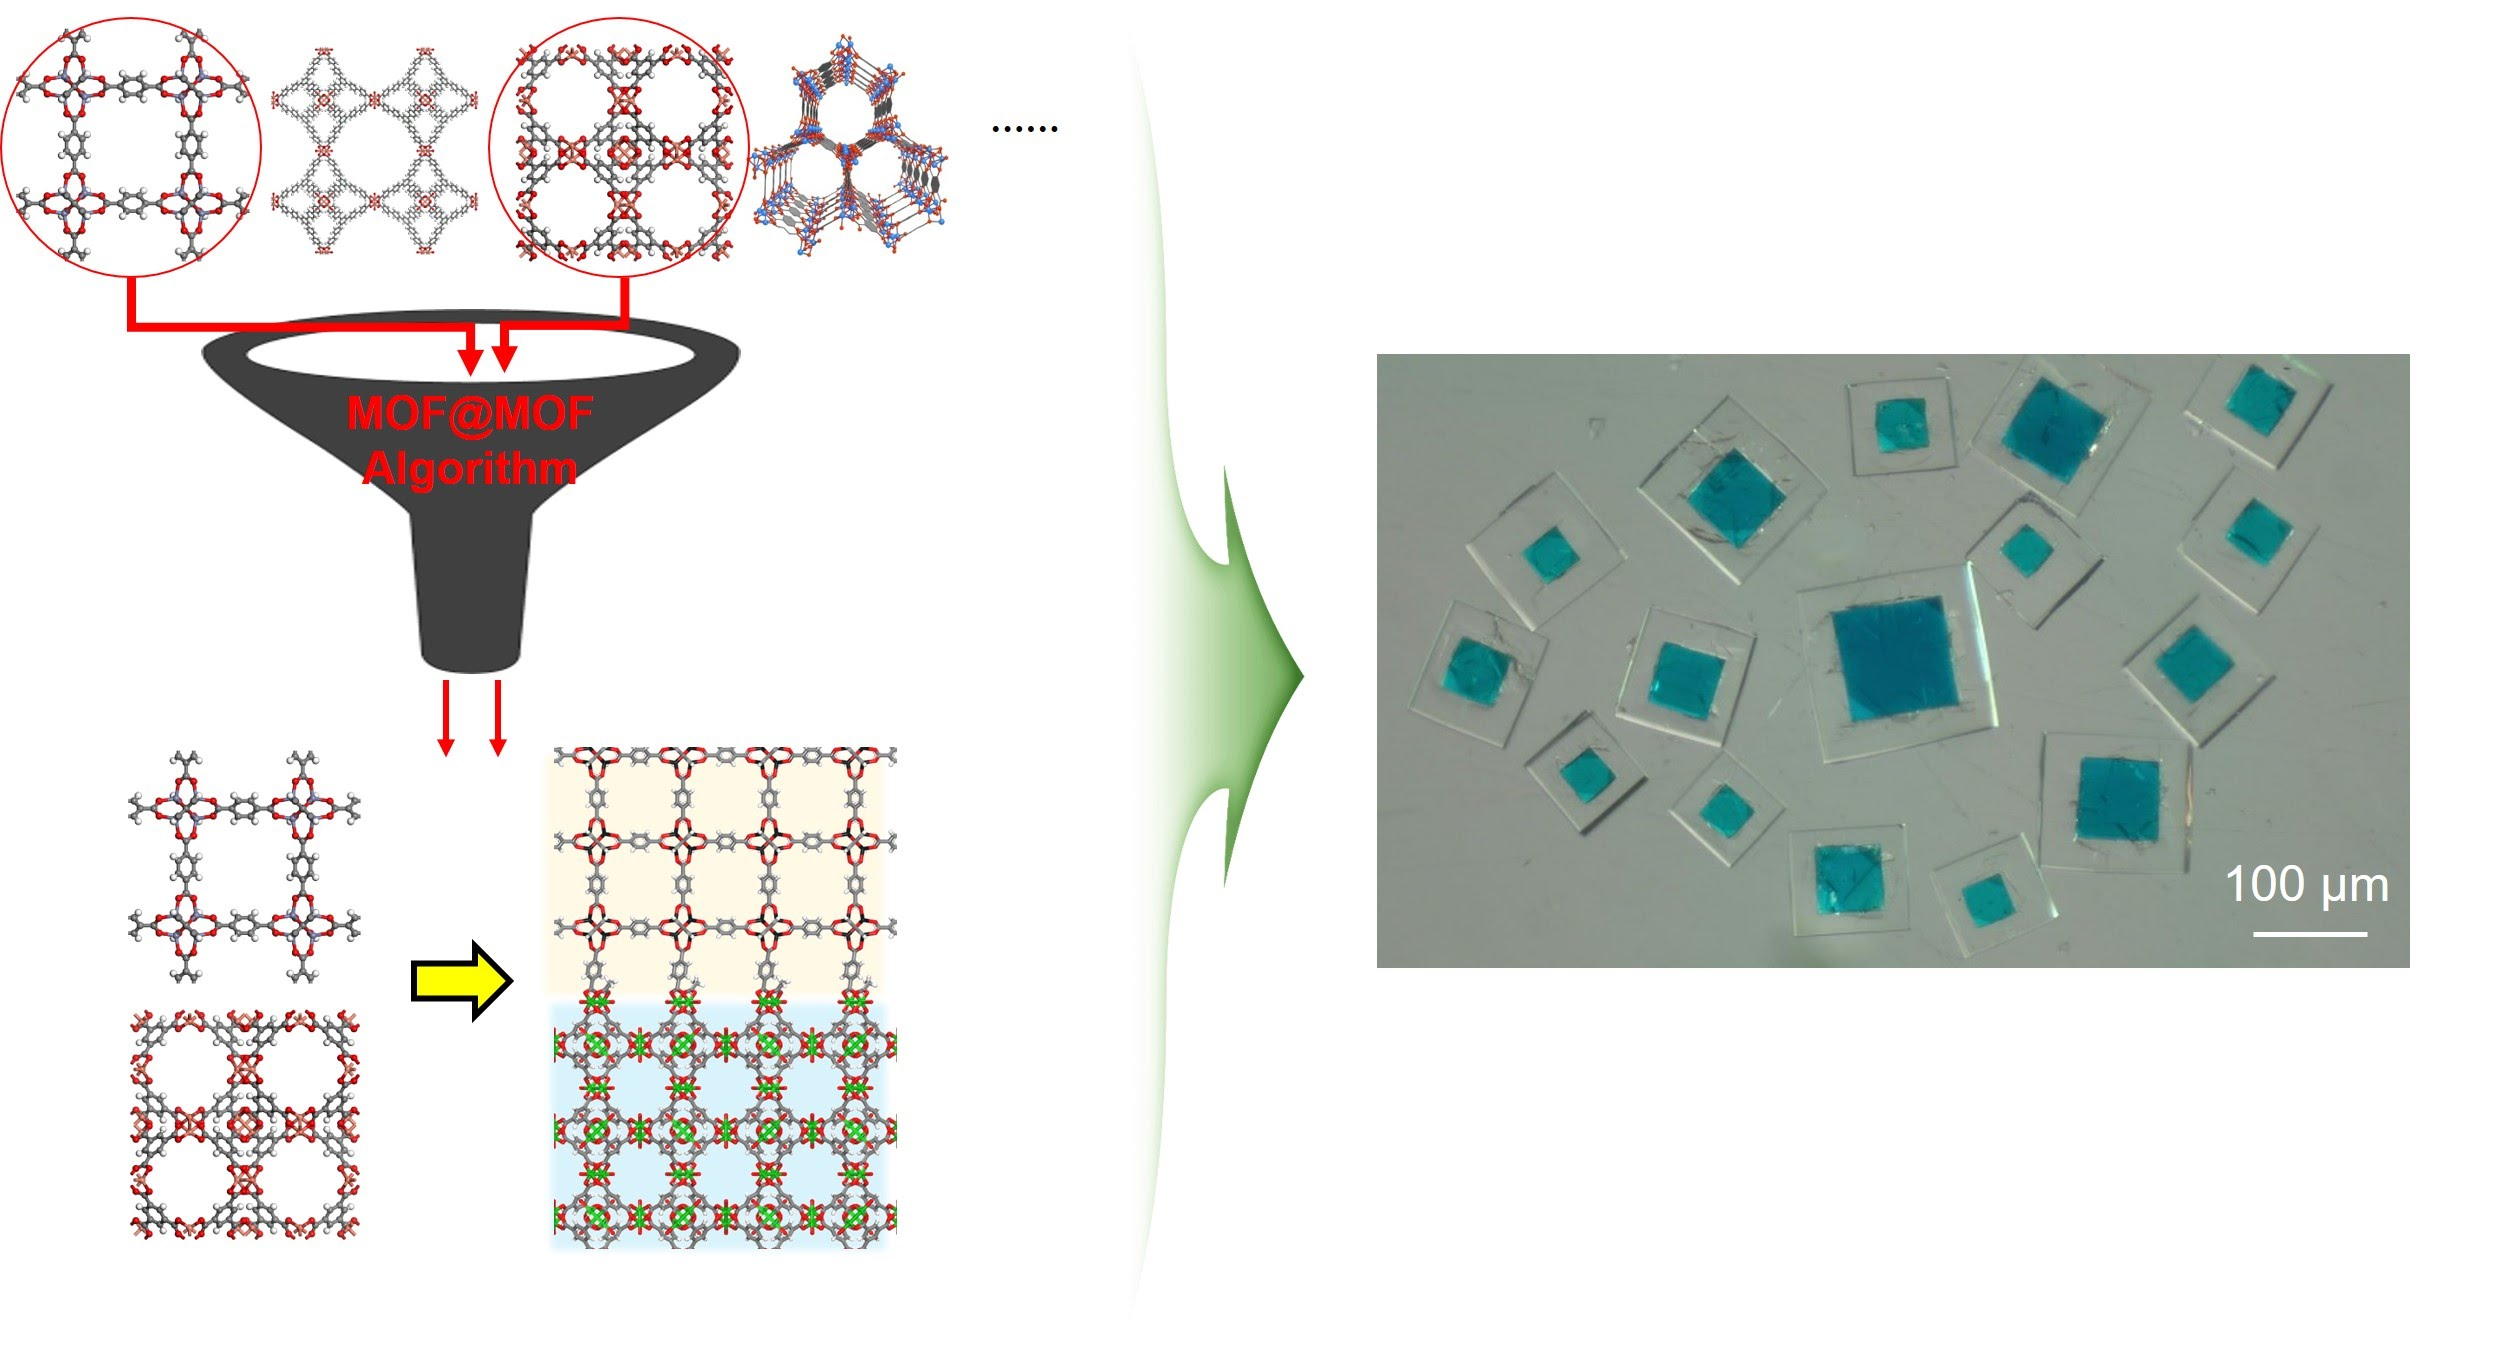 ......
MOF@MOF
Algorithm
100 μm